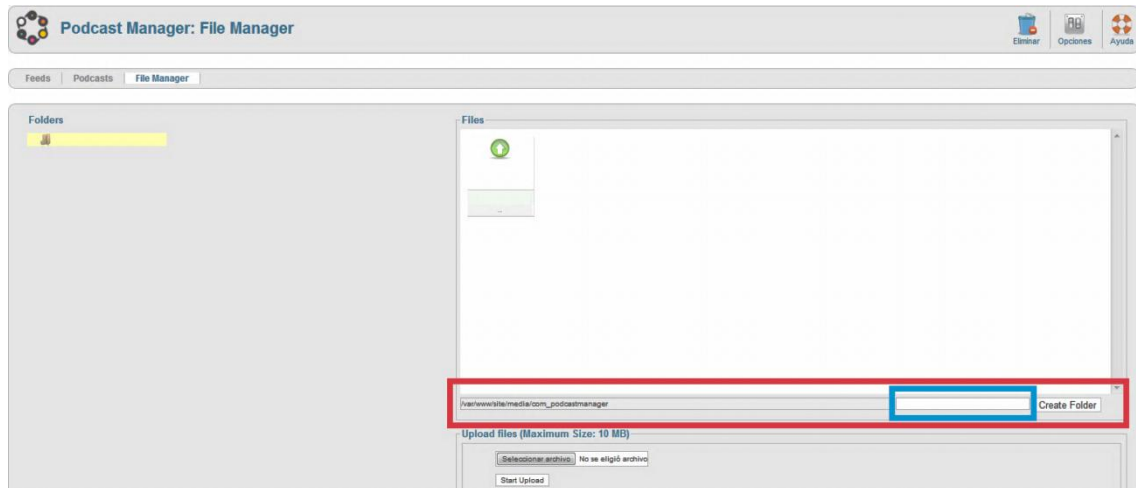 Podcast Manager: File Manager
Eliminar Opciones Ayuda
Feeds Podcasts File Manager
Folders
Files
..
/var/www/site/media/com_podcastmanager
Create Folder
Upload files (Maximum Size: 10 MB)
Seleccionar archivo No se eligió archivo
Start Upload